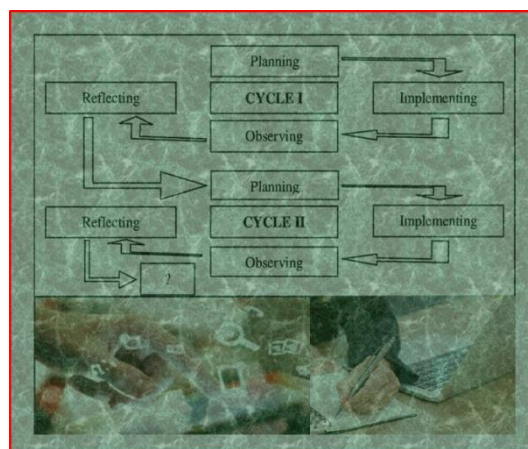 Planning
Reflecting
CYCLE I
Implementing
Observing
Planning
Reflecting
CYCLE II
Implementing
Observing
?